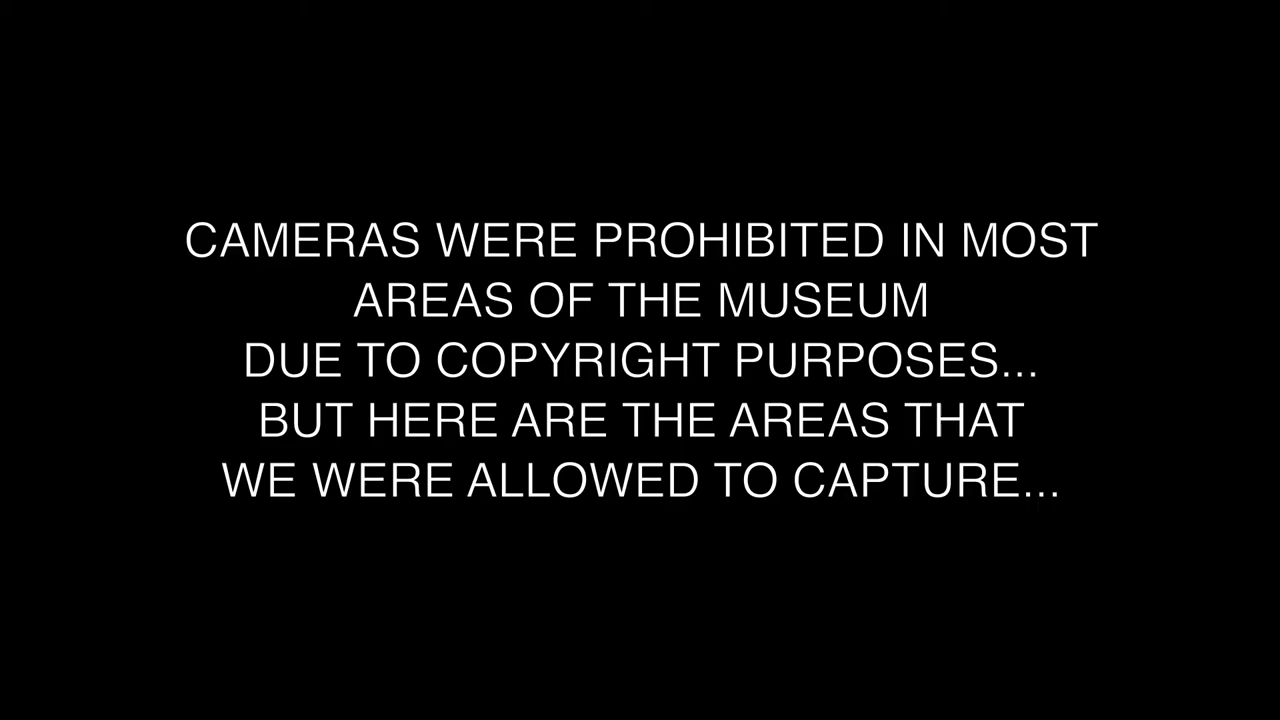 CAMERAS WERE PROHIBITED IN MOST
AREAS OF THE MUSEUM
DUE TO COPYRIGHT PURPOSES...
BUT HERE ARE THE AREAS THAT
WE WERE ALLOWED TO CAPTURE...